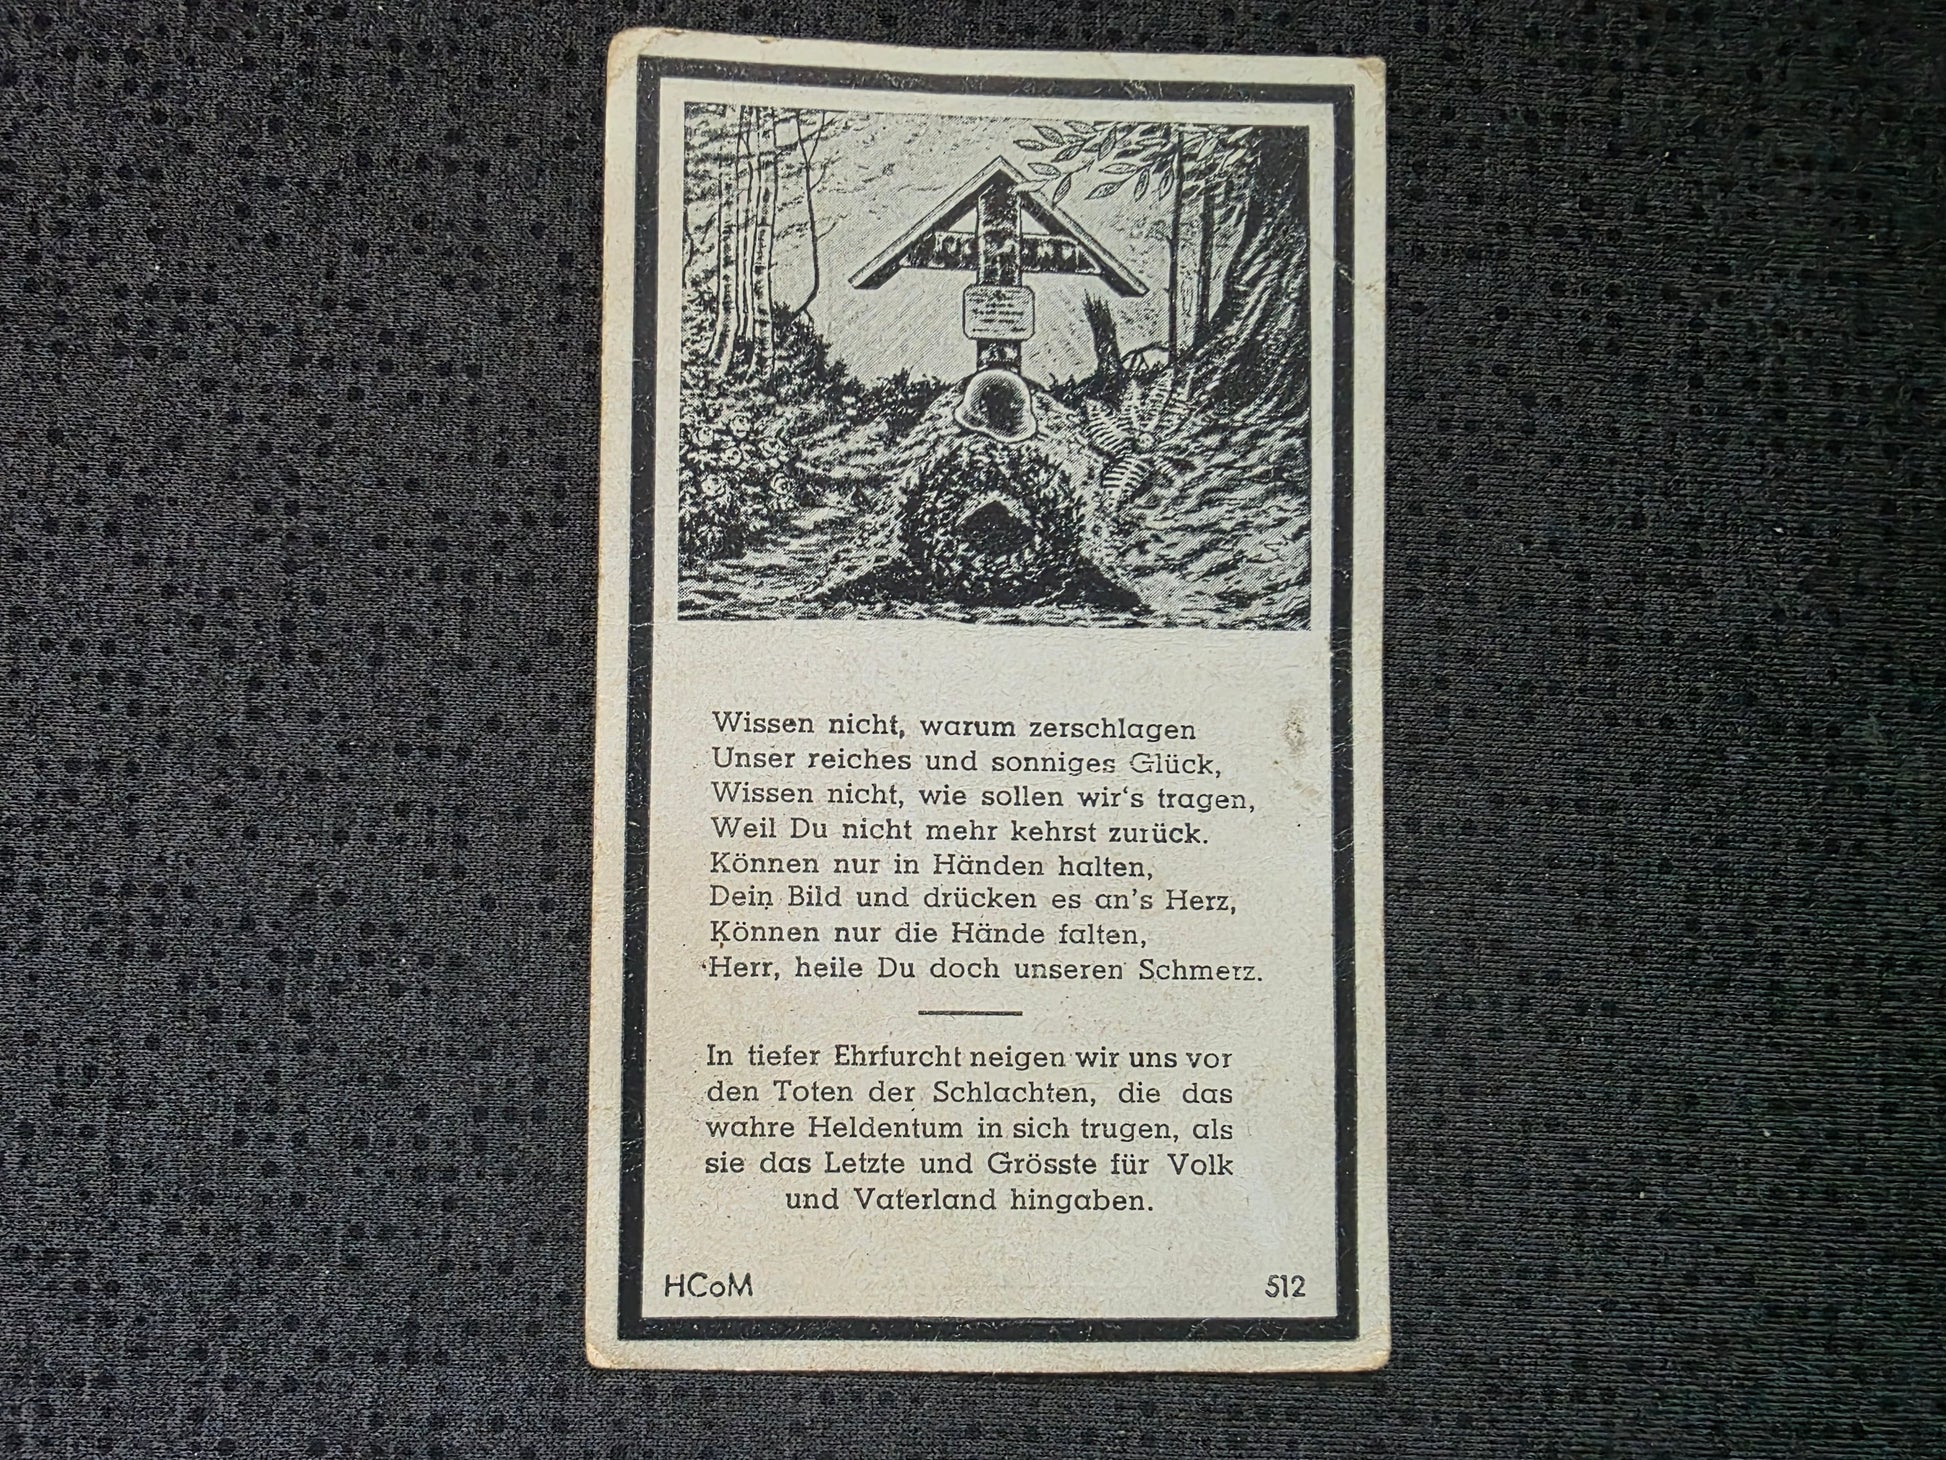 Wissen nicht, warum zerschlagen
Unser reiches und sonniges Glück,
Wissen nicht, wie sollen wir's tragen,
Weil Du nicht mehr kehrst zurück.
Können nur in Händen halten,
Dein Bild und drücken es an's Herz,
Können nur die Hände falten,
Herr, heile Du doch unseren Schmerz.
In tiefer Ehrfurcht neigen wir uns vor
den Toten der Schlachten, die das
wahre Heldentum in sich trugen, als
sie das Letzte und Grösste für Volk
und Vaterland hingaben.
HCoM 512